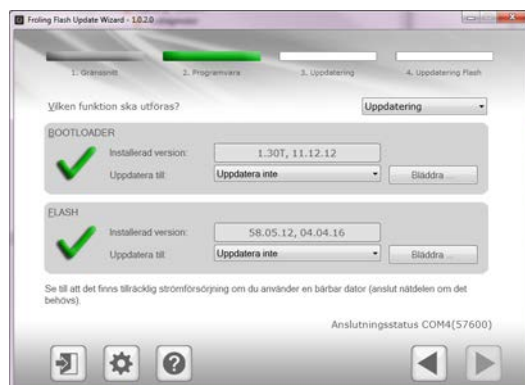 Froling Flash Update Wizard - 1.0.2.0
1. Gränssnitt
2. Programvara
3. Uppdatering
4. Uppdatering Flash
Vilken funktion ska utföras?
Uppdatering
BOOTLOADER
Installerad version:
1.30T, 11.12.12
Uppdatera till:
Uppdatera inte
Bläddra ...
FLASH
Installerad version:
58.05.12, 04.04.16
Uppdatera till:
Uppdatera inte
Bläddra ...
Se till att det finns tillräcklig strömförsörjning om du använder en bärbar dator (anslut nätdelen om det
behövs).
Anslutningsstatus COM4(57600)